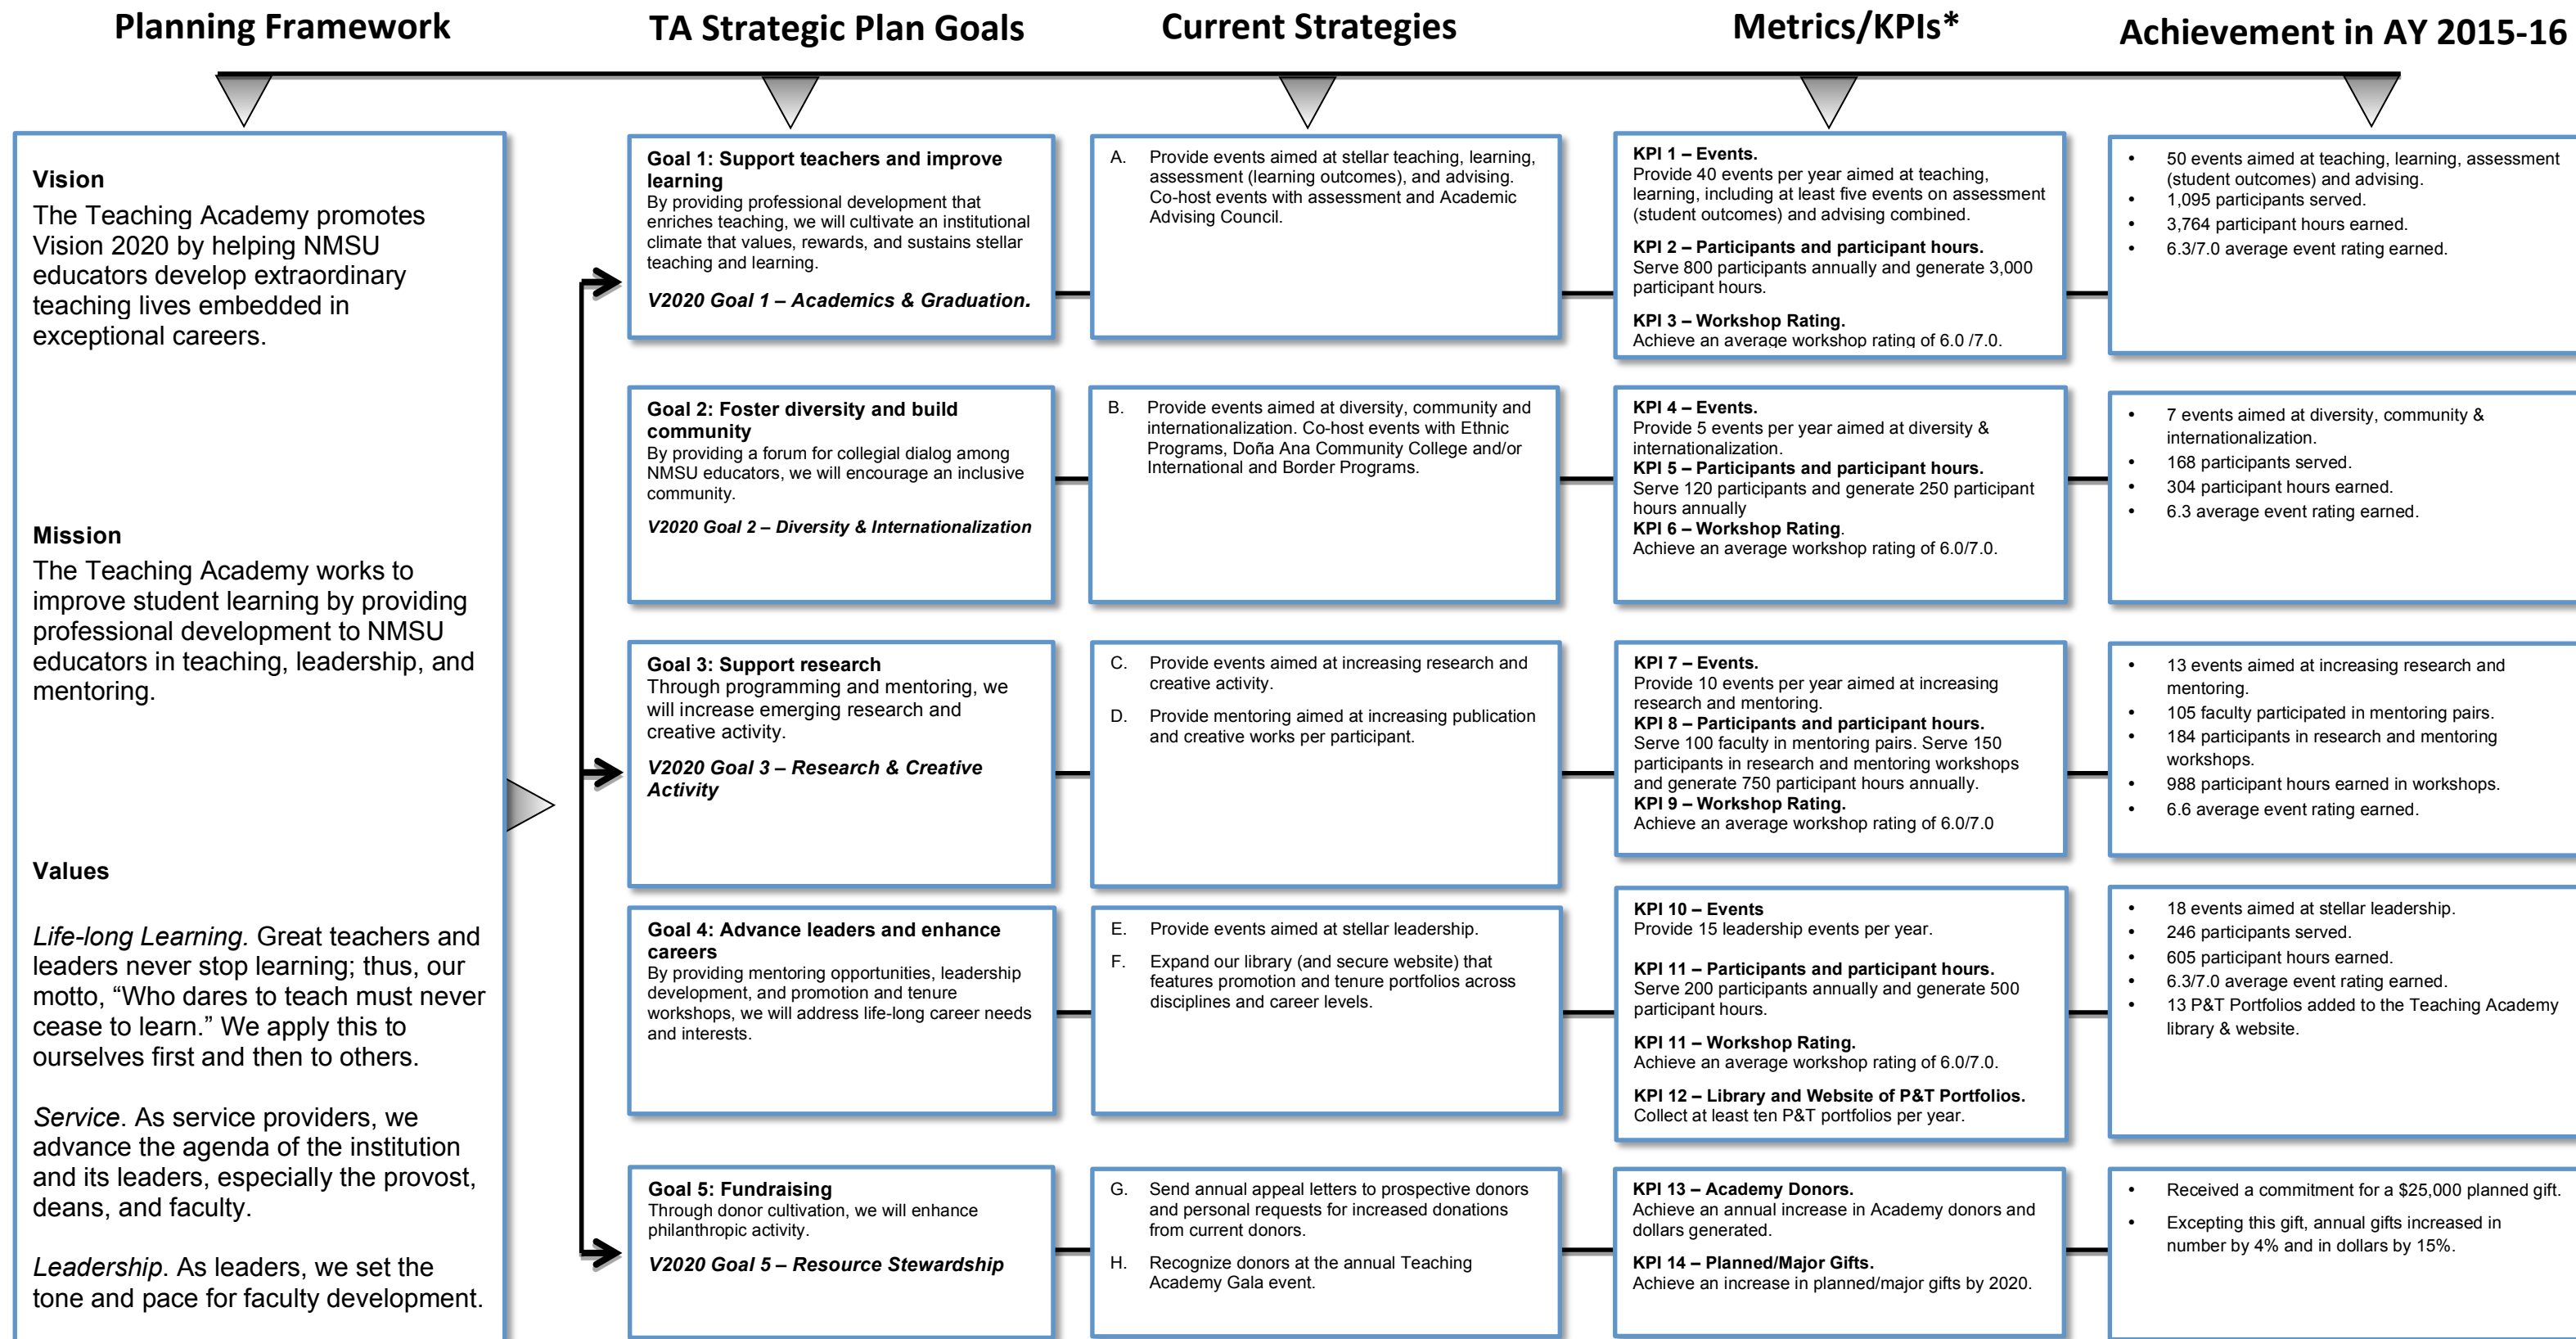 Planning Framework
TA Strategic Plan Goals
Current Strategies
Metrics/KPIs*
Achievement in AY 2015-16
Vision
The Teaching Academy promotes
Vision 2020 by helping NMSU
educators develop extraordinary
teaching lives embedded in
exceptional careers.
Mission
The Teaching Academy works to
improve student learning by providing
professional development to NMSU
educators in teaching, leadership, and
mentoring.
Values
Life-long Learning. Great teachers and
leaders never stop learning; thus, our
motto, “Who dares to teach must never
cease to learn.” We apply this to
ourselves first and then to others.
Service. As service providers, we
advance the agenda of the institution
and its leaders, especially the provost,
deans, and faculty.
Leadership. As leaders, we set the
tone and pace for faculty development.
Goal 1: Support teachers and improve
learning
By providing professional development that
enriches teaching, we will cultivate an institutional
climate that values, rewards, and sustains stellar
teaching and learning.
V2020 Goal 1 – Academics & Graduation.
A. Provide events aimed at stellar teaching, learning,
assessment (learning outcomes), and advising.
Co-host events with assessment and Academic
Advising Council.
KPI 1 – Events.
Provide 40 events per year aimed at teaching,
learning, including at least five events on assessment
(student outcomes) and advising combined.
KPI 2 – Participants and participant hours.
Serve 800 participants annually and generate 3,000
participant hours.
KPI 3 – Workshop Rating.
Achieve an average workshop rating of 6.0 /7.0.
• 50 events aimed at teaching, learning, assessment
(student outcomes) and advising.
• 1,095 participants served.
• 3,764 participant hours earned.
• 6.3/7.0 average event rating earned.
Goal 2: Foster diversity and build
community
By providing a forum for collegial dialog among
NMSU educators, we will encourage an inclusive
community.
V2020 Goal 2 – Diversity & Internationalization
B. Provide events aimed at diversity, community and
internationalization. Co-host events with Ethnic
Programs, Doña Ana Community College and/or
International and Border Programs.
KPI 4 – Events.
Provide 5 events per year aimed at diversity &
internationalization.
KPI 5 – Participants and participant hours.
Serve 120 participants and generate 250 participant
hours annually
KPI 6 – Workshop Rating.
Achieve an average workshop rating of 6.0/7.0.
• 7 events aimed at diversity, community &
internationalization.
• 168 participants served.
• 304 participant hours earned.
• 6.3 average event rating earned.
Goal 3: Support research
Through programming and mentoring, we
will increase emerging research and
creative activity.
V2020 Goal 3 – Research & Creative
Activity
C. Provide events aimed at increasing research and
creative activity.
D. Provide mentoring aimed at increasing publication
and creative works per participant.
KPI 7 – Events.
Provide 10 events per year aimed at increasing
research and mentoring.
KPI 8 – Participants and participant hours.
Serve 100 faculty in mentoring pairs. Serve 150
participants in research and mentoring workshops
and generate 750 participant hours annually.
KPI 9 – Workshop Rating.
Achieve an average workshop rating of 6.0/7.0
• 13 events aimed at increasing research and
mentoring.
• 105 faculty participated in mentoring pairs.
• 184 participants in research and mentoring
workshops.
• 988 participant hours earned in workshops.
• 6.6 average event rating earned.
Goal 4: Advance leaders and enhance
careers
By providing mentoring opportunities, leadership
development, and promotion and tenure
workshops, we will address life-long career needs
and interests.
E. Provide events aimed at stellar leadership.
F. Expand our library (and secure website) that
features promotion and tenure portfolios across
disciplines and career levels.
KPI 10 – Events
Provide 15 leadership events per year.
KPI 11 – Participants and participant hours.
Serve 200 participants annually and generate 500
participant hours.
KPI 11 – Workshop Rating.
Achieve an average workshop rating of 6.0/7.0.
KPI 12 – Library and Website of P&T Portfolios.
Collect at least ten P&T portfolios per year.
• 18 events aimed at stellar leadership.
• 246 participants served.
• 605 participant hours earned.
• 6.3/7.0 average event rating earned.
• 13 P&T Portfolios added to the Teaching Academy
library & website.
Goal 5: Fundraising
Through donor cultivation, we will enhance
philanthropic activity.
V2020 Goal 5 – Resource Stewardship
G. Send annual appeal letters to prospective donors
and personal requests for increased donations
from current donors.
H. Recognize donors at the annual Teaching
Academy Gala event.
KPI 13 – Academy Donors.
Achieve an annual increase in Academy donors and
dollars generated.
KPI 14 – Planned/Major Gifts.
Achieve an increase in planned/major gifts by 2020.
• Received a commitment for a $25,000 planned gift.
• Excepting this gift, annual gifts increased in
number by 4% and in dollars by 15%.